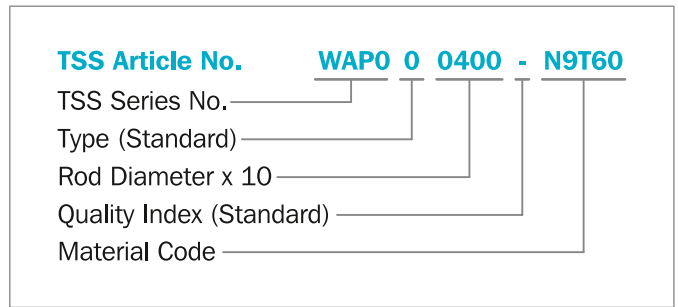 TSS Article No. WAP0 0 0400 - N9T60
TSS Series No.
Type (Standard)
Rod Diameter x 10
Quality Index (Standard)
Material Code